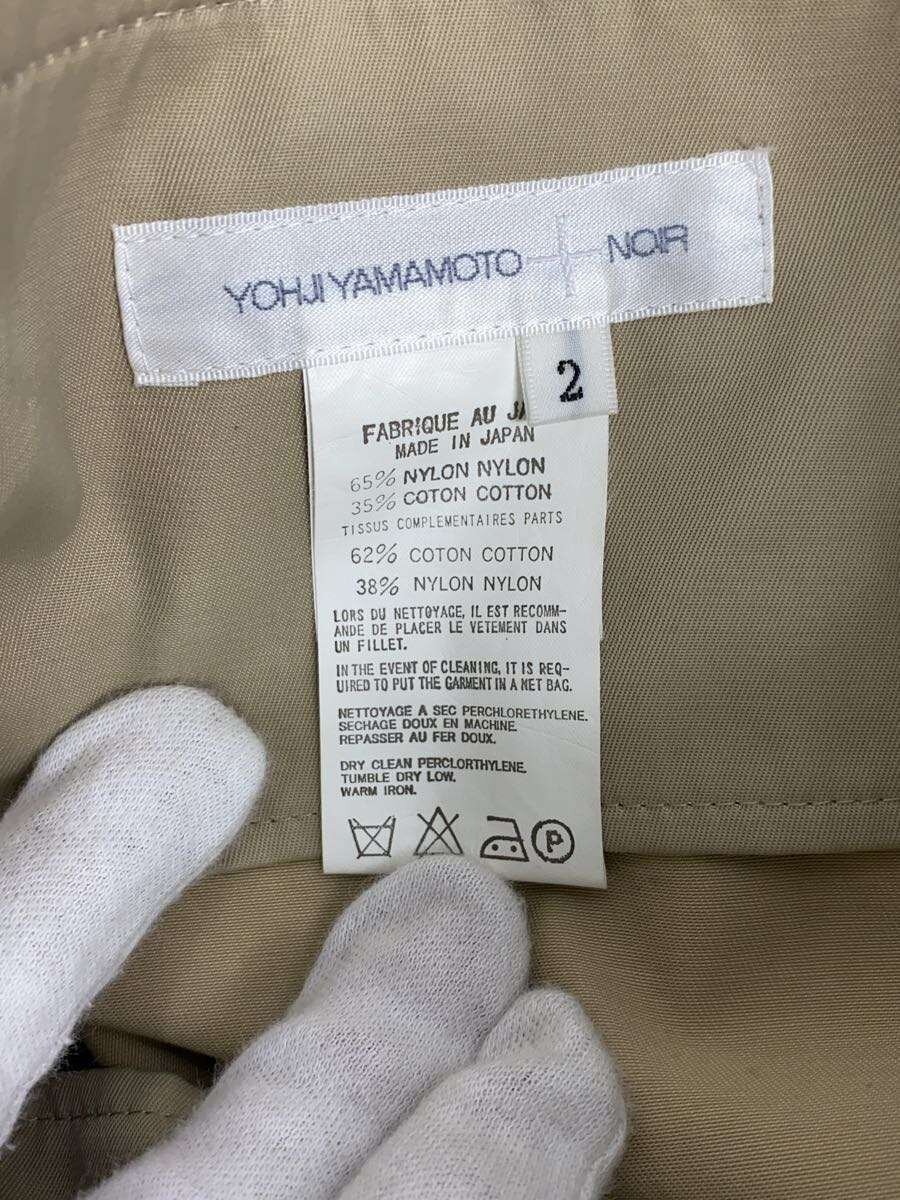 YOHJI YAMAMOTO NOIR
2
FABRIQUE AU
MADE IN JAPAN
65% NYLON NYLON
35% COTON COTTON
TISSUS COMPLEMENTAIRES PARTS
62% COTON COTTON
38% NYLON NYLON
LORS DU NETTOYAGE, IL EST RECOMM-
ANDE DE PLACER LE VETEMENT DANS
UN FILLET.
IN THE EVENT OF CLEANING, IT IS REQ-
UIRED TO PUT THE GARMENT IN A NET BAG.
NETTOYAGE A SEC PERCHLORETHYLENE.
SECHAGE DOUX EN MACHINE.
REPASSER AU FER DOUX.
DRY CLEAN PERCLORTHYLENE.
TUMBLE DRY LOW.
WARM IRON.
P